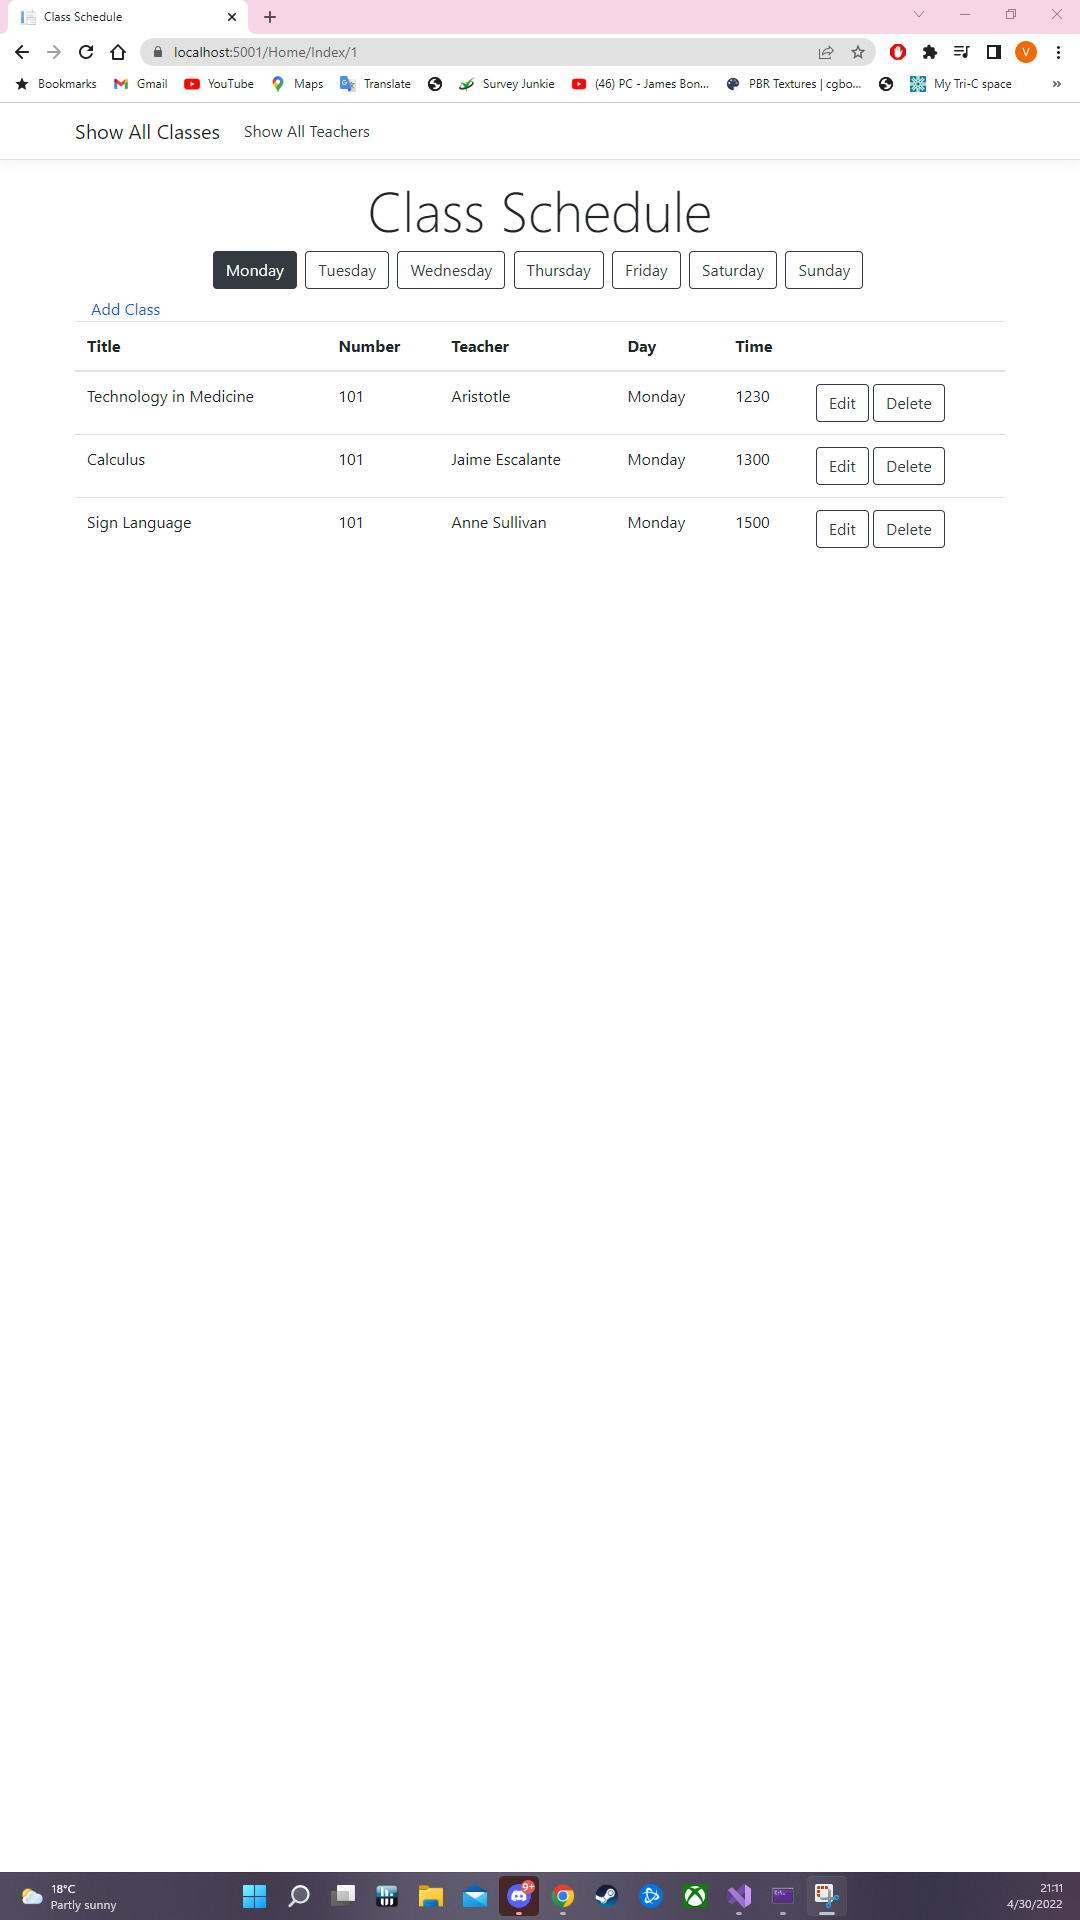 Class Schedule
localhost:5001/Home/Index/1
V
Bookmarks Gmail YouTube Maps Translate Survey Junkie (46) PC - James Bon... PBR Textures | cgbo... My Tri-C space »
Show All Classes Show All Teachers
Class Schedule
Monday Tuesday Wednesday Thursday Friday Saturday Sunday
Add Class
Title Number Teacher Day Time
Technology in Medicine 101 Aristotle Monday 1230 Edit Delete
Calculus 101 Jaime Escalante Monday 1300 Edit Delete
Sign Language 101 Anne Sullivan Monday 1500 Edit Delete
18°C
Partly sunny
9+
21:11
4/30/2022